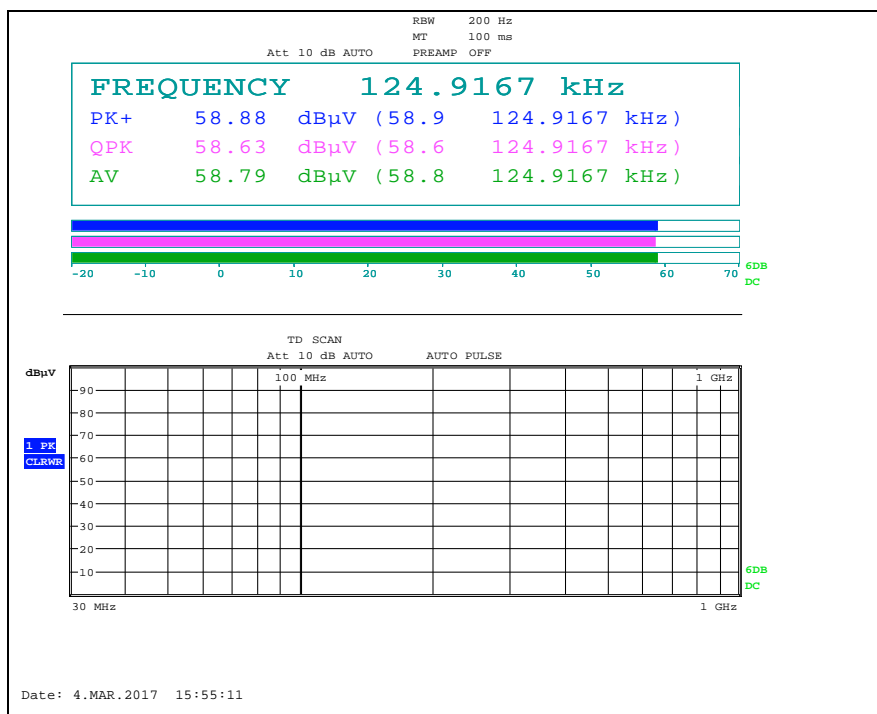 RBW 200 Hz
MT 100 ms
Att 10 dB AUTO PREAMP OFF
FREQUENCY 124.9167 kHz
PK+ 58.88 dBµV (58.9 124.9167 kHz)
QPK 58.63 dBµV (58.6 124.9167 kHz)
AV 58.79 dBµV (58.8 124.9167 kHz)
-20 -10 0 10 20 30 40 50 60 70
6DB
DC
TD SCAN
Att 10 dB AUTO AUTO PULSE
dBµV
100 MHz 1 GHz
90
80
70
1 PK
CLRWR
60
50
40
30
20
10
6DB
DC
30 MHz 1 GHz
Date: 4.MAR.2017 15:55:11